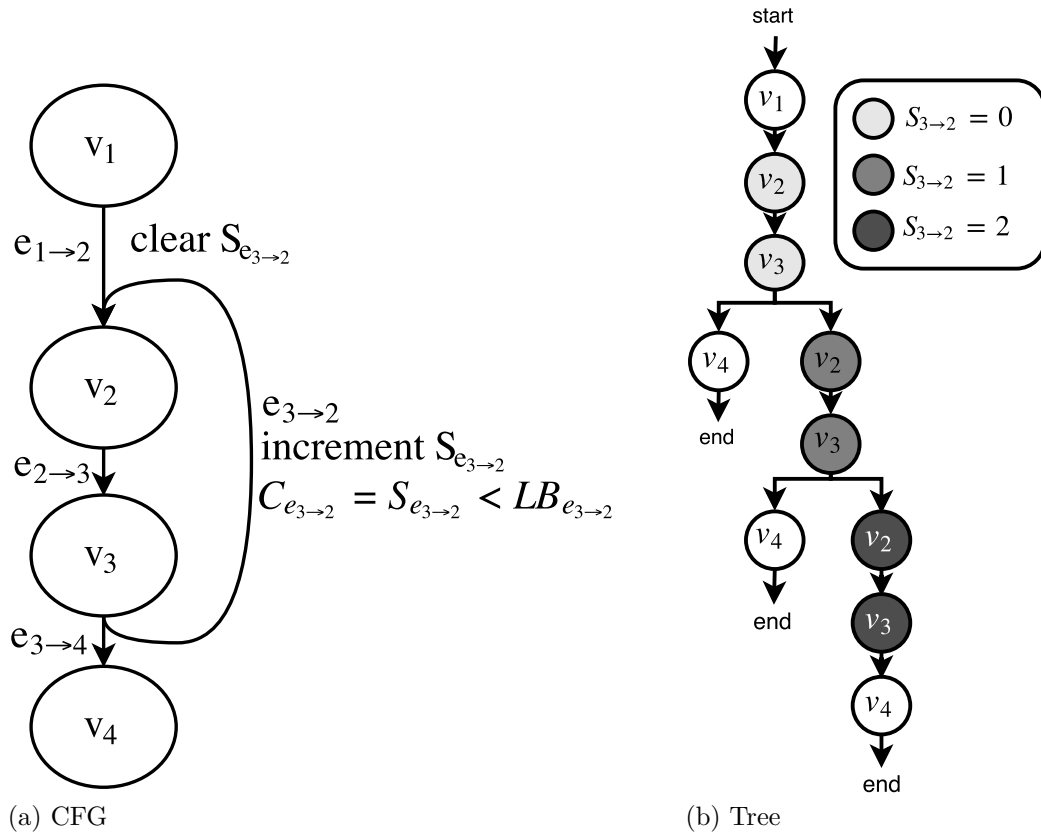 v₁
e₁→₂
clear Sₑ₃→₂
v₂
e₂→₃
e₃→₂
increment Sₑ₃→₂
Cₑ₃→₂ = Sₑ₃→₂ < LBₑ₃→₂
v₃
e₃→₄
v₄
(a) CFG
start
v₁
v₂
v₃
v₄
v₂
end
v₃
v₄
v₂
end
v₃
v₄
end
S₃→₂ = 0
S₃→₂ = 1
S₃→₂ = 2
(b) Tree